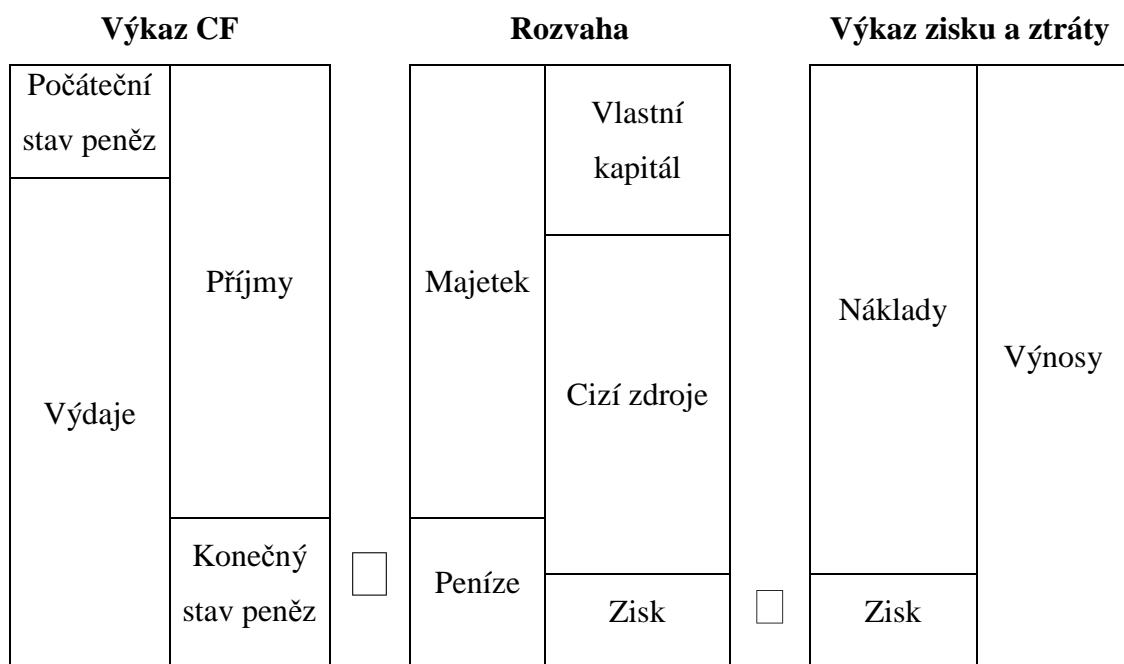 Výkaz CF
Počáteční
stav peněz
Výdaje
Příjmy
Konečný
stav peněz
Rozvaha
Majetek
Peníze
Vlastní
kapitál
Cizí zdroje
Zisk
Výkaz zisku a ztráty
Náklady
Zisk
Výnosy